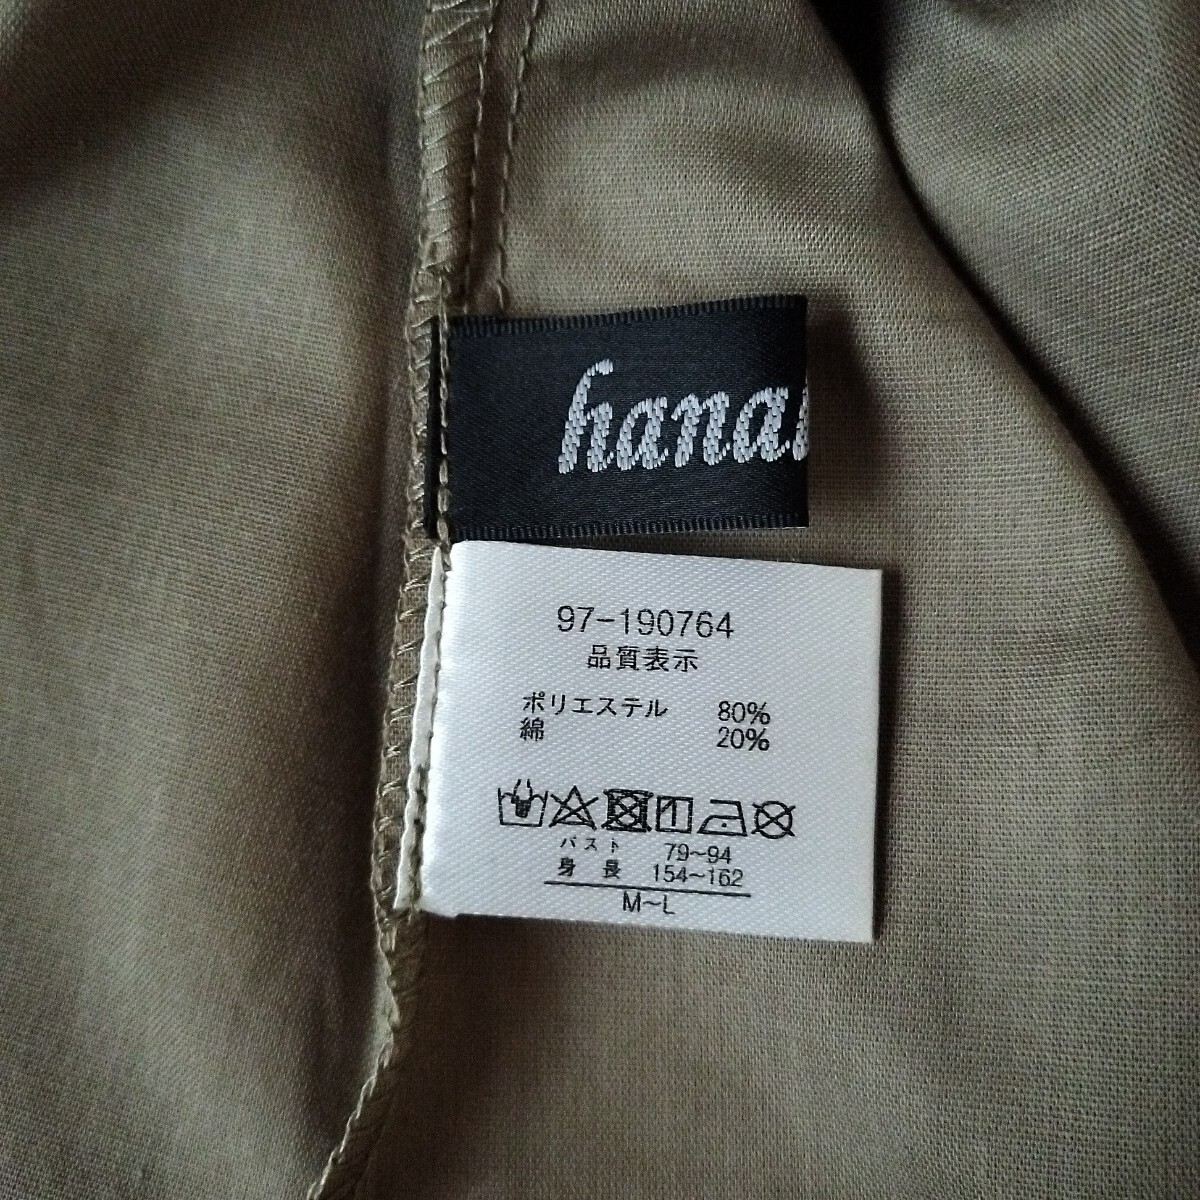 hana
97-190764
品質表示
ポリエステル 80%
綿 20%
バスト 79~94
身長 154~162
M~L